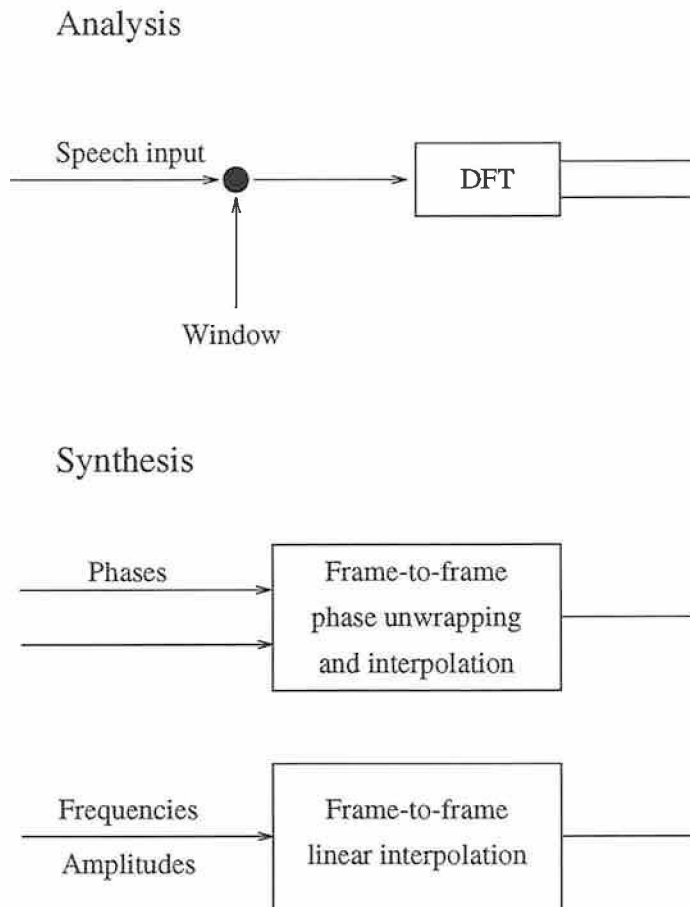 Analysis
Speech input
DFT
Window
Synthesis
Phases
Frame-to-frame
phase unwrapping
and interpolation
Frequencies
Amplitudes
Frame-to-frame
linear interpolation